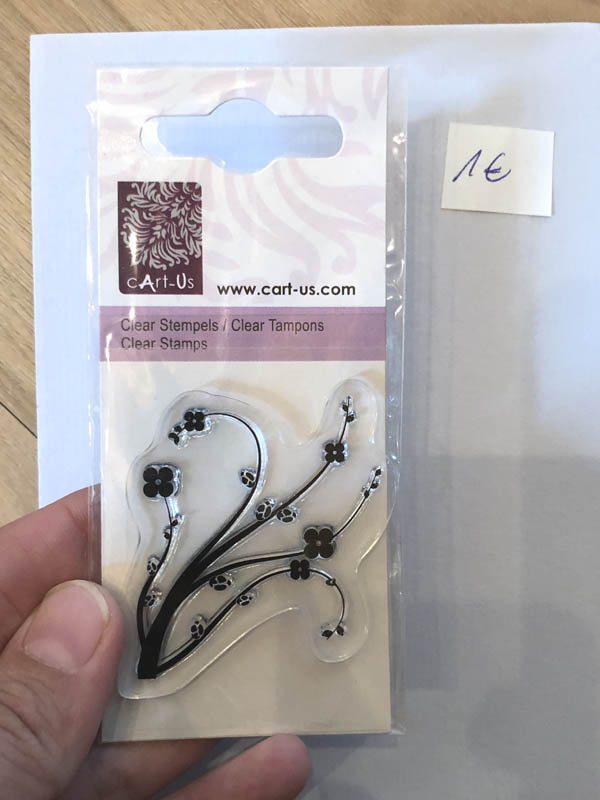 1€
cArt-Us
www.cart-us.com
Clear Stempels / Clear Tampons
Clear Stamps